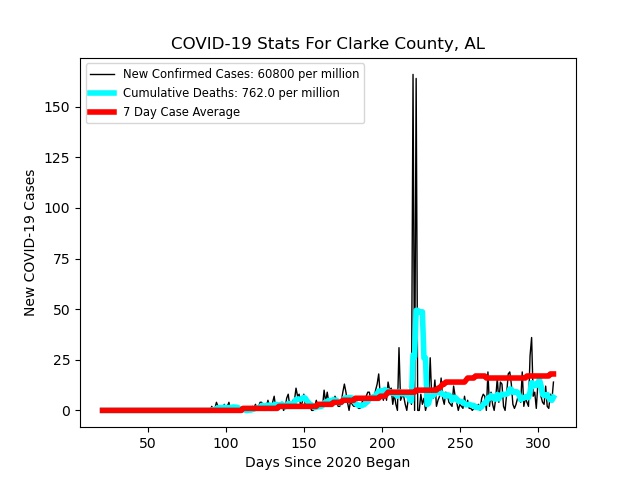 COVID-19 Stats For Clarke County, AL
New Confirmed Cases: 60800 per million
Cumulative Deaths: 762.0 per million
7 Day Case Average
New COVID-19 Cases
150
125
100
75
50
25
0
50 100 150 200 250 300
Days Since 2020 Began